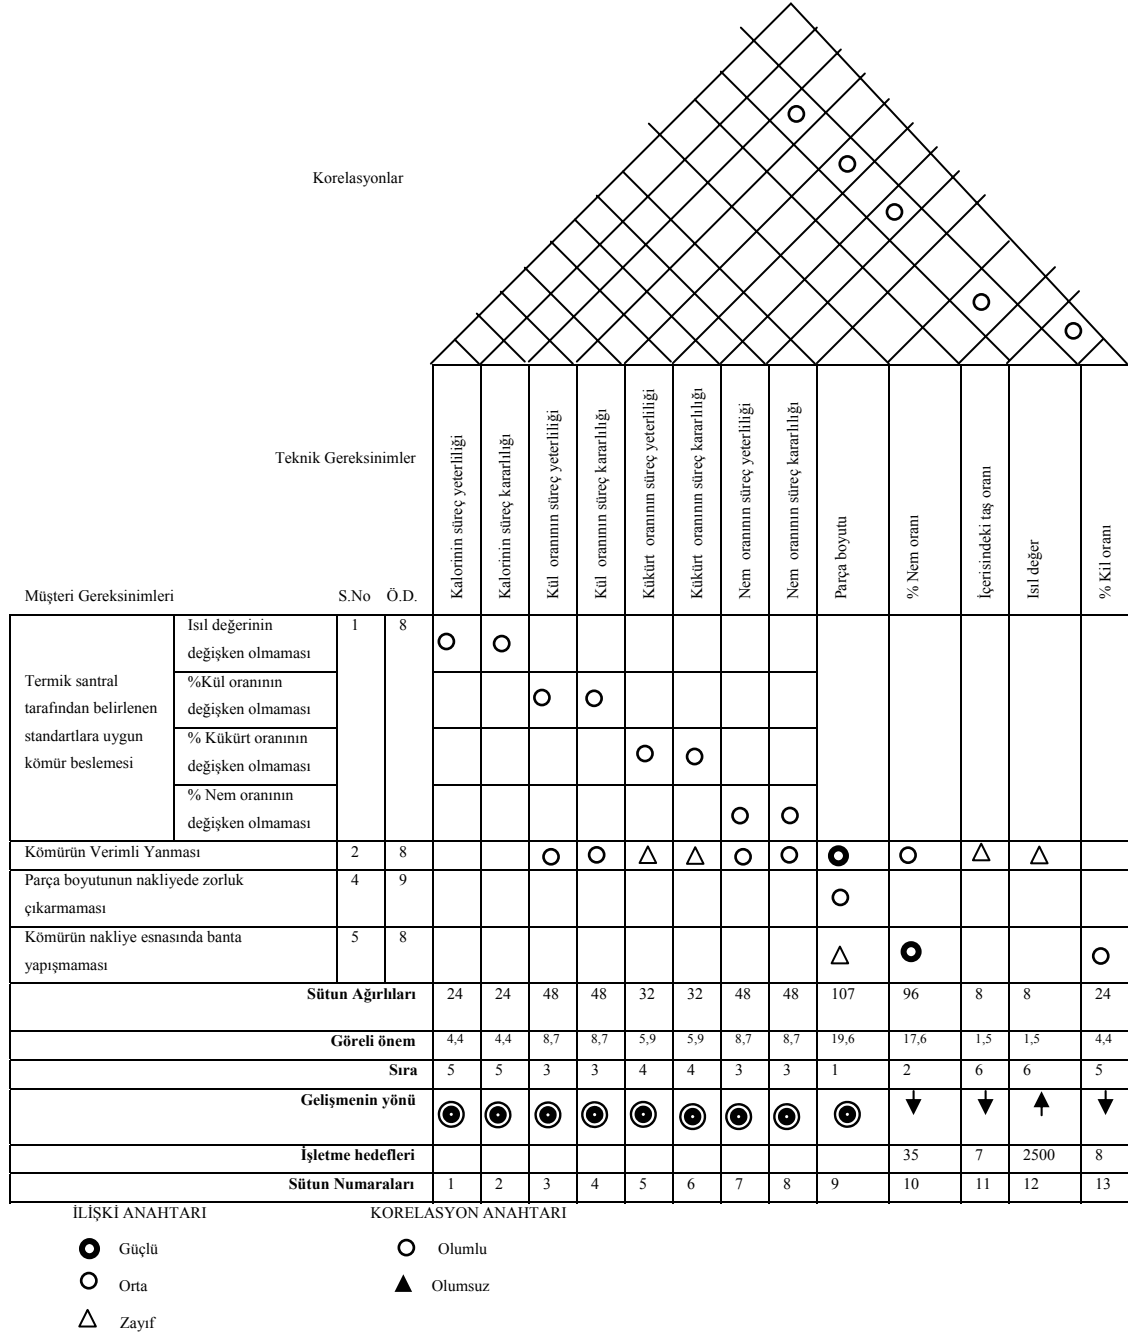 Korelasyonlar
Teknik Gereksinimler
Kalorinin süreç yeterliliği
Kalorinin süreç kararlılığı
Kül oranının süreç yeterliliği
Kül oranının süreç kararlılığı
Kükürt oranının süreç yeterliliği
Kükürt oranının süreç kararlılığı
Nem oranının süreç yeterliliği
Nem oranının süreç kararlılığı
Parça boyutu
% Nem oranı
İçerisindeki taş oranı
Isıl değer
% Kil oranı
Müşteri Gereksinimleri S.No Ö.D.
Termik santral
tarafından belirlenen
standartlara uygun
kömür beslemesi
Isıl değerinin 1 8
değişken olmaması
%Kül oranının
değişken olmaması
% Kükürt oranının
değişken olmaması
% Nem oranının
değişken olmaması
Kömürün Verimli Yanması 2 8
Parça boyutunun nakliyede zorluk 4 9
çıkarmaması
Kömürün nakliye esnasında banta 5 8
yapışmaması
Sütun Ağırlıları 24 24 48 48 32 32 48 48 107 96 8 8 24
Göreli önem 4,4 4,4 8,7 8,7 5,9 5,9 8,7 8,7 19,6 17,6 1,5 1,5 4,4
Sıra 5 5 3 3 4 4 3 3 1 2 6 6 5
Gelişmenin yönü
İşletme hedefleri 35 7 2500 8
Sütun Numaraları 1 2 3 4 5 6 7 8 9 10 11 12 13
İLİŞKİ ANAHTARI KORELASYON ANAHTARI
Güçlü Olumlu
Orta Olumsuz
Zayıf